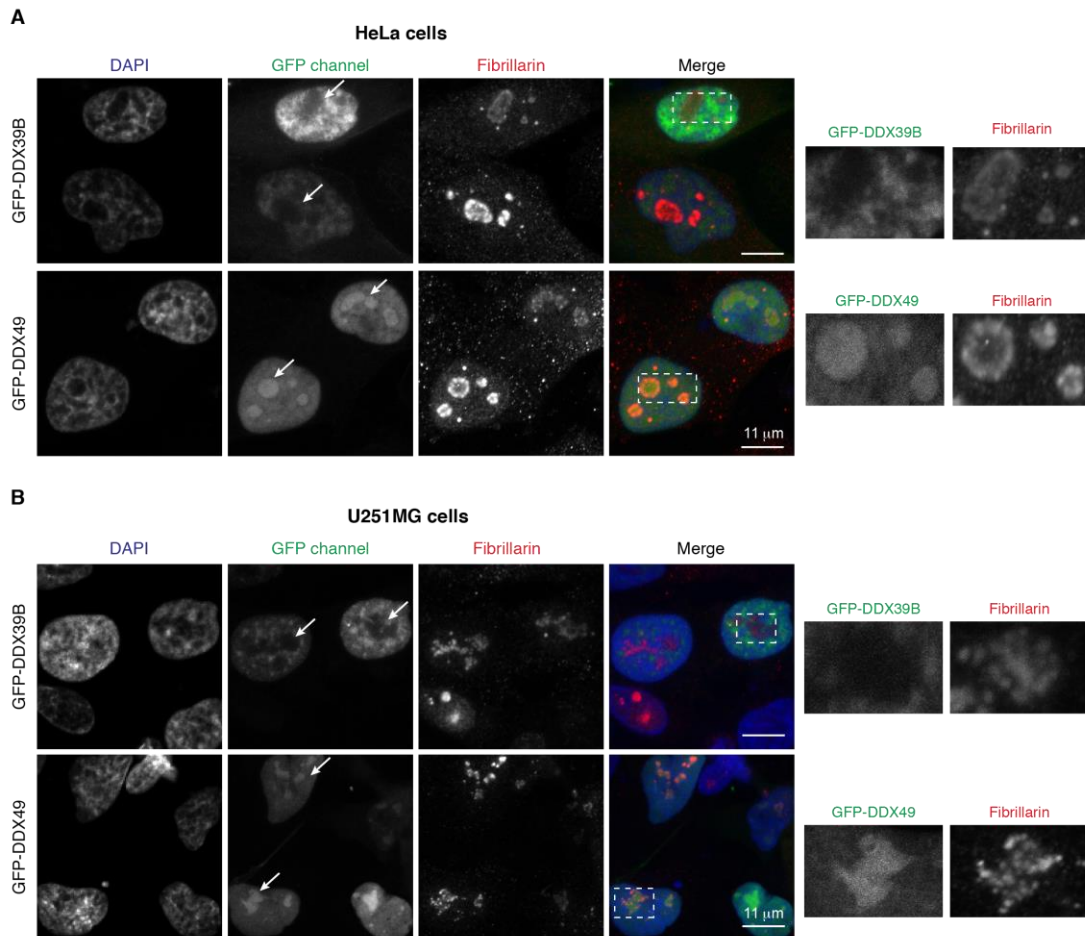 A
HeLa cells
DAPI
GFP channel
Fibrillarin
Merge
GFP-DDX39B
GFP-DDX39B
Fibrillarin
GFP-DDX49
GFP-DDX49
Fibrillarin
11 μm
B
U251MG cells
DAPI
GFP channel
Fibrillarin
Merge
GFP-DDX39B
GFP-DDX39B
Fibrillarin
GFP-DDX49
GFP-DDX49
Fibrillarin
11 μm